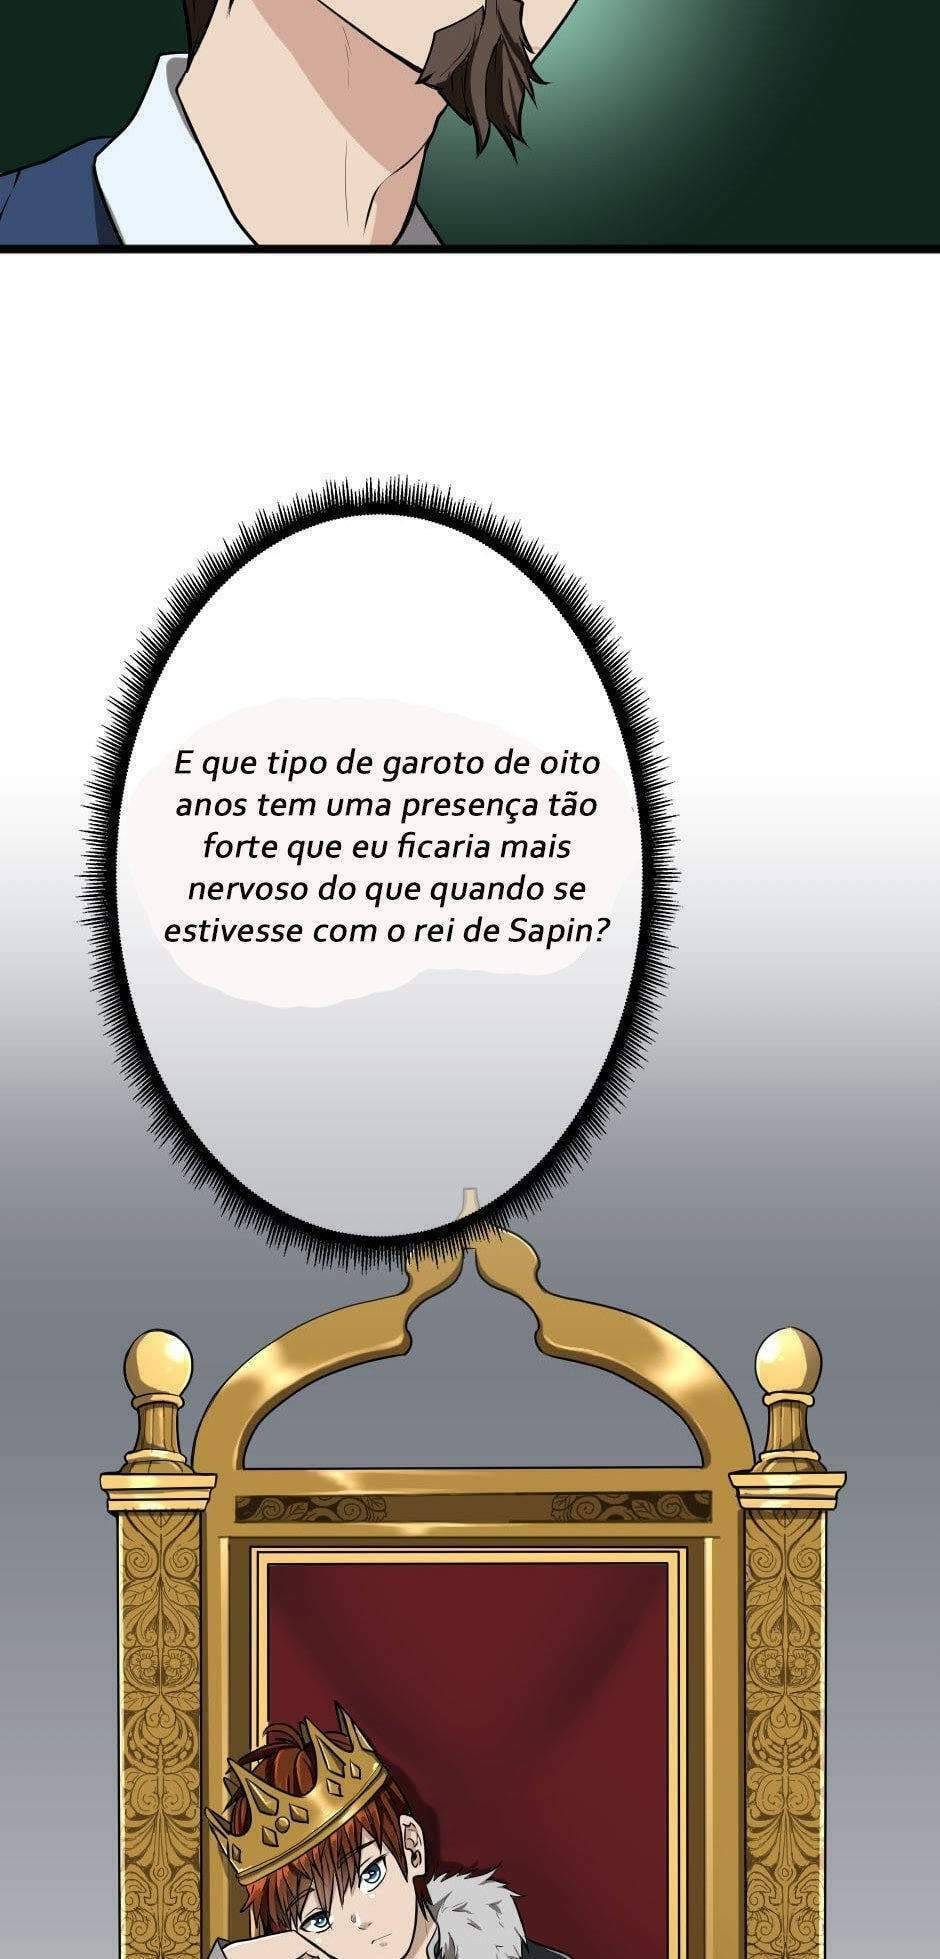 E que tipo de garoto de oito
anos tem uma presença tão
forte que eu ficaria mais
nervoso do que quando se
estivesse com o rei de Sapin?